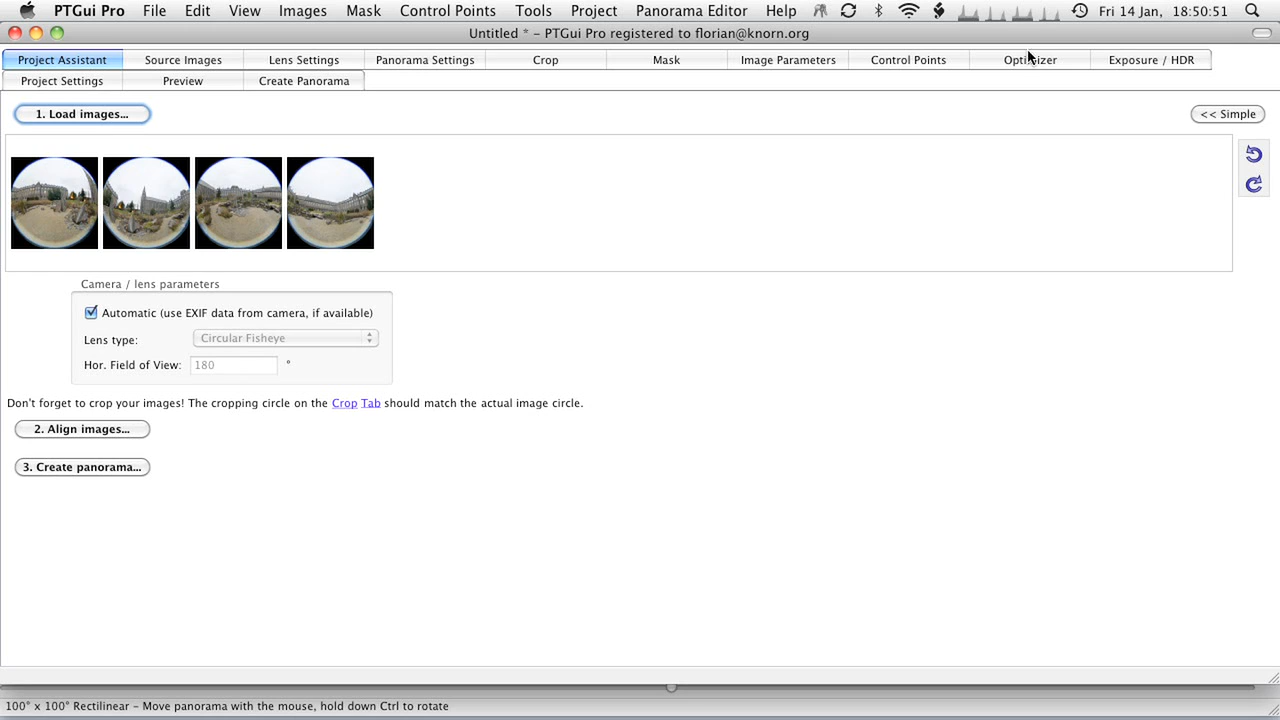 PTGui Pro File Edit View Images Mask Control Points Tools Project Panorama Editor Help Fri 14 Jan, 18:50:51
Untitled * – PTGui Pro registered to florian@knorn.org
Project Assistant Source Images Lens Settings Panorama Settings Crop Mask Image Parameters Control Points Optimizer Exposure / HDR
Project Settings Preview Create Panorama
1. Load images... << Simple
Camera / lens parameters
Automatic (use EXIF data from camera, if available)
Lens type: Circular Fisheye
Hor. Field of View: 180 °
Don't forget to crop your images! The cropping circle on the Crop Tab should match the actual image circle.
2. Align images...
3. Create panorama...
100° x 100° Rectilinear – Move panorama with the mouse, hold down Ctrl to rotate